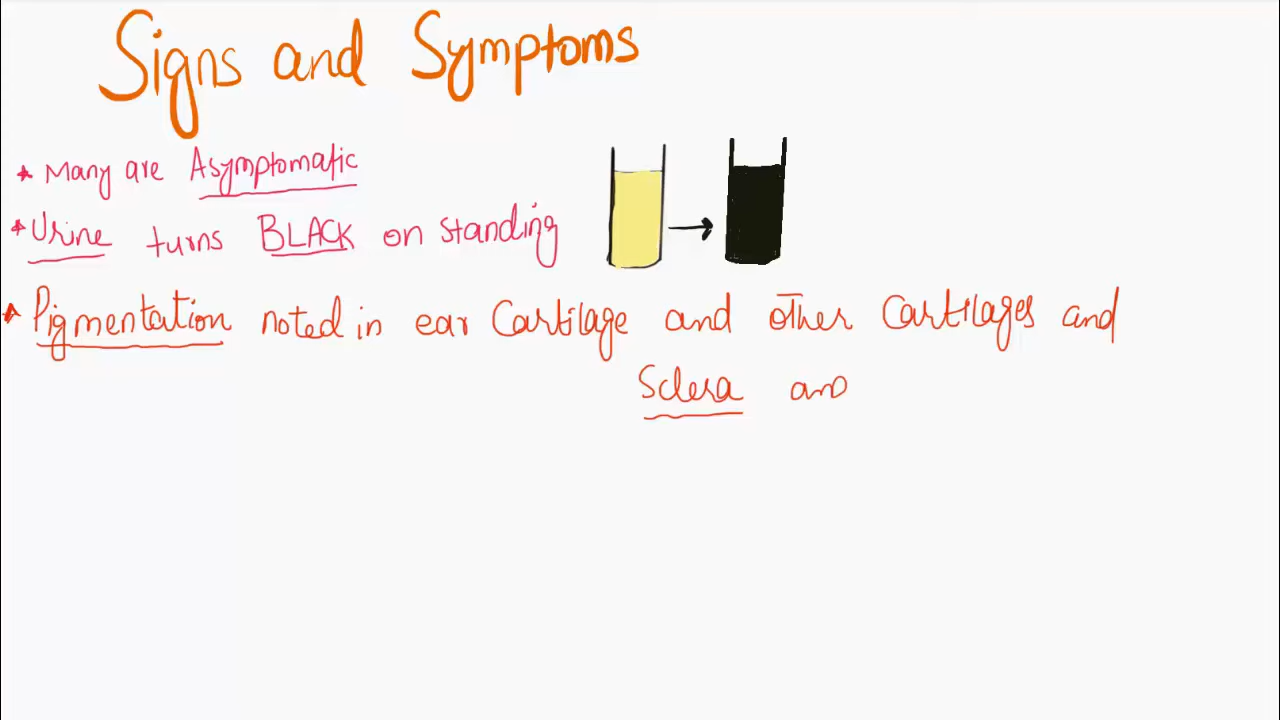 Signs and Symptoms
* Many are Asymptomatic
* Urine turns BLACK on standing
* Pigmentation noted in ear Cartilage and other Cartilages and
Sclera and